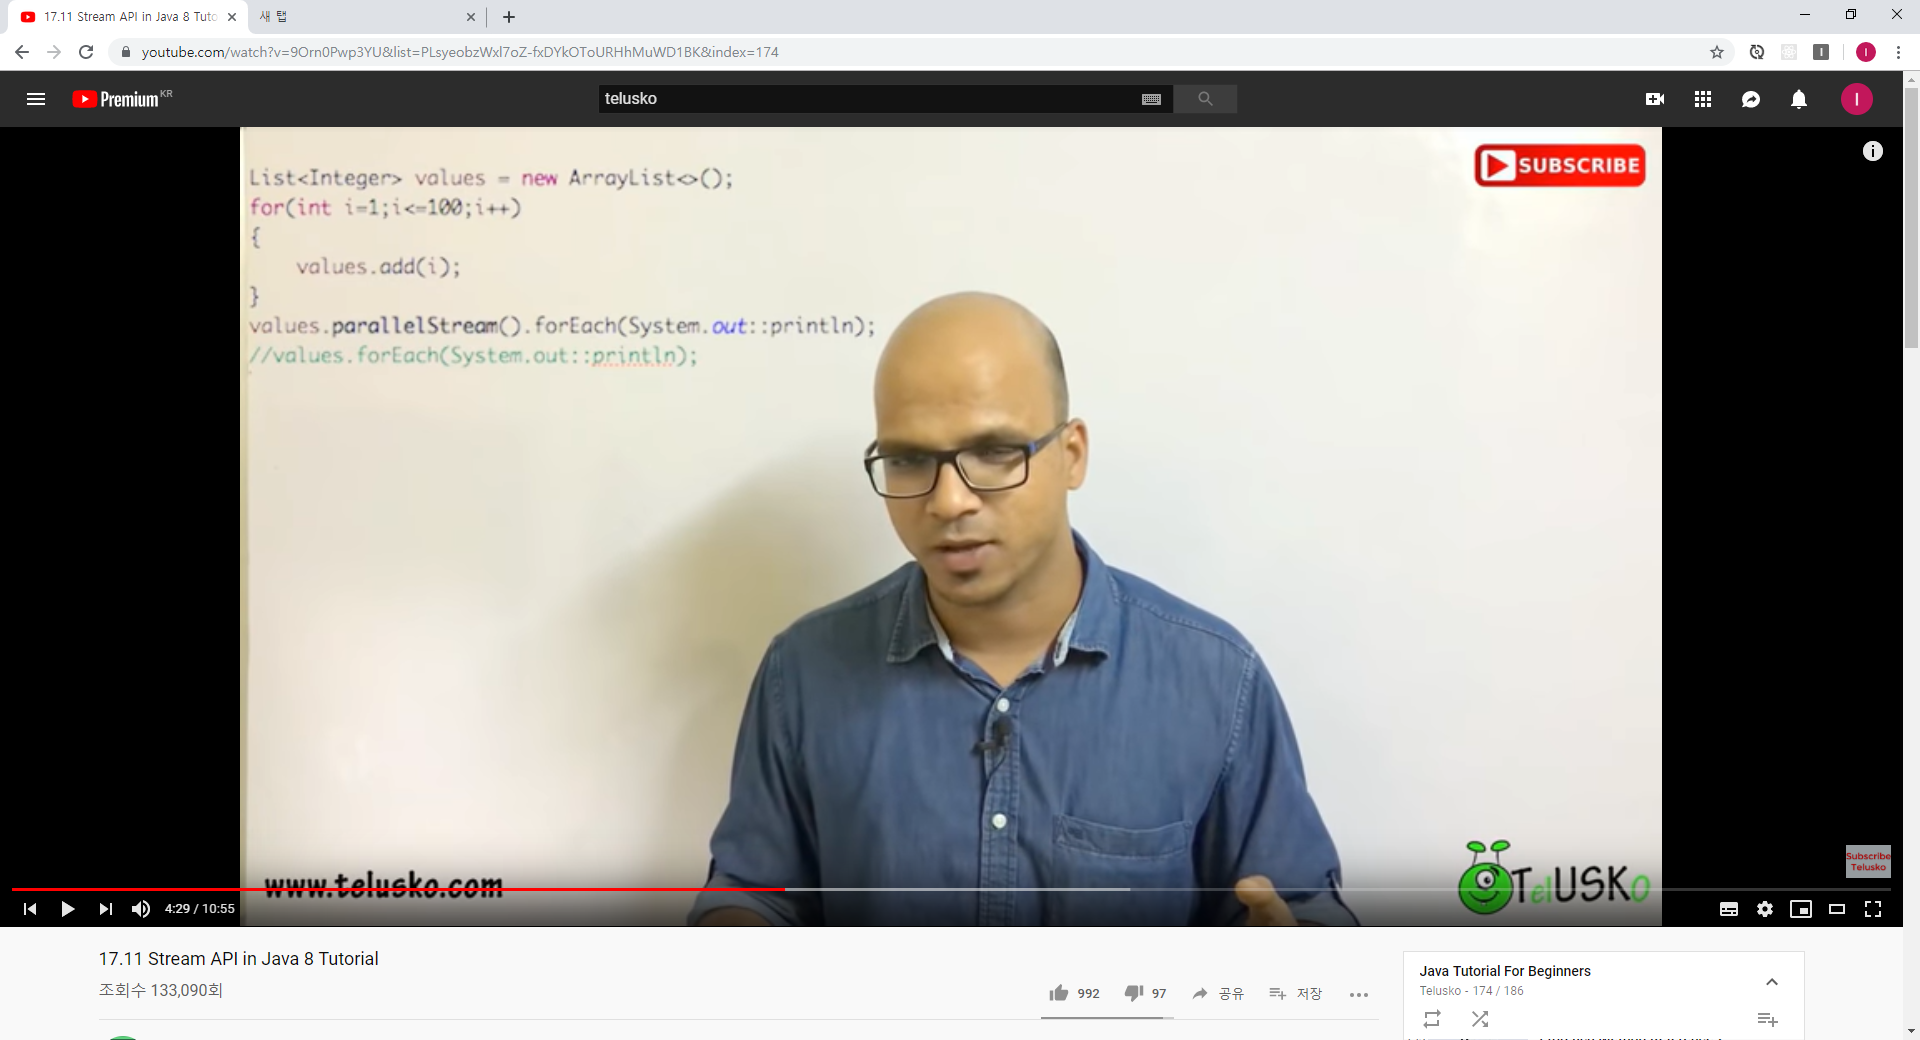 17.11 Stream API in Java 8 Tuto
새 탭
youtube.com/watch?v=9Orn0Pwp3YU&list=PLsyeobzWxl7oZ-fxDYkOToURHhMuWD1BK&index=174
Premium KR
telusko
SUBSCRIBE
List<Integer> values = new ArrayList<>();
for(int i=1;i<=100;i++)
{
values.add(i);
}
values.parallelStream().forEach(System.out::println);
//values.forEach(System.out::println);
Subscribe
Telusko
www.telusko.com
TelUSKO
4:29 / 10:55
17.11 Stream API in Java 8 Tutorial
조회수 133,090회
992
97
공유
저장
Java Tutorial For Beginners
Telusko - 174 / 186